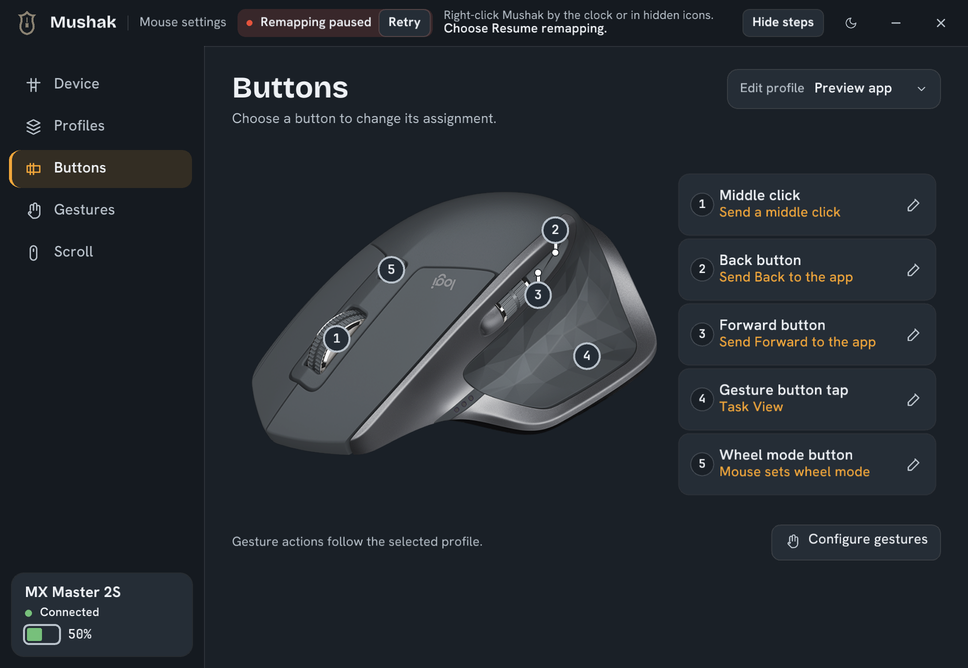 Mushak
Mouse settings
Remapping paused
Retry
Right-click Mushak by the clock or in hidden icons.
Choose Resume remapping.
Hide steps
Device
Profiles
Buttons
Gestures
Scroll
Buttons
Choose a button to change its assignment.
Edit profile Preview app
1
2
3
4
5
logi
1 Middle click
Send a middle click
2 Back button
Send Back to the app
3 Forward button
Send Forward to the app
4 Gesture button tap
Task View
5 Wheel mode button
Mouse sets wheel mode
Gesture actions follow the selected profile.
Configure gestures
MX Master 2S
Connected
50%